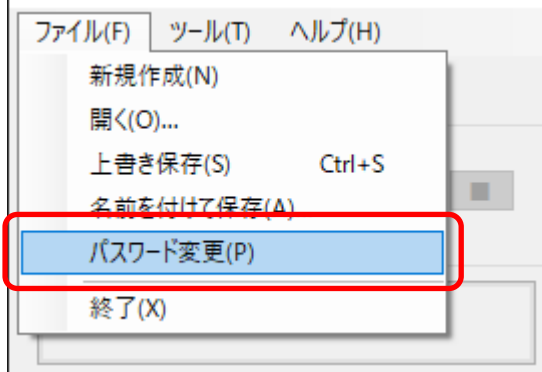 ファイル(F) ツール(T) ヘルプ(H)
新規作成(N)
開く(O)...
上書き保存(S) Ctrl+S
名前を付けて保存(A)
パスワード変更(P)
終了(X)